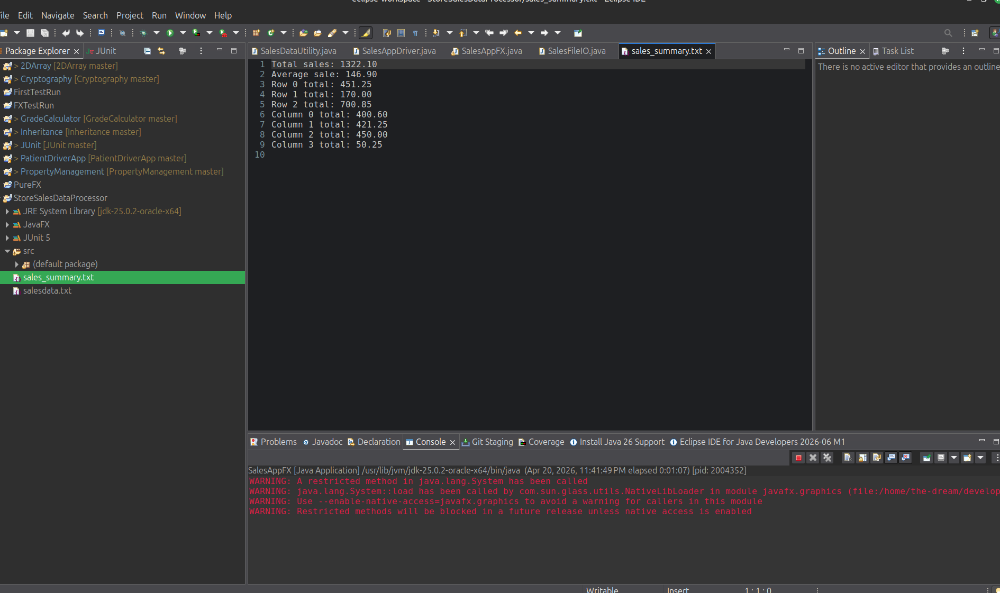 File Edit Navigate Search Project Run Window Help
Package Explorer JUnit
> 2DArray [2DArray master]
> Cryptography [Cryptography master]
FirstTestRun
FXTestRun
> GradeCalculator [GradeCalculator master]
> Inheritance [Inheritance master]
> JUnit [JUnit master]
> PatientDriverApp [PatientDriverApp master]
> PropertyManagement [PropertyManagement master]
PureFX
StoreSalesDataProcessor
JRE System Library [jdk-25.0.2-oracle-x64]
JavaFX
JUnit 5
src
(default package)
sales_summary.txt
salesdata.txt
SalesDataUtility.java SalesAppDriver.java SalesAppFX.java SalesFileIO.java sales_summary.txt
1 Total sales: 1322.10
2 Average sale: 146.90
3 Row 0 total: 451.25
4 Row 1 total: 170.00
5 Row 2 total: 700.85
6 Column 0 total: 400.60
7 Column 1 total: 421.25
8 Column 2 total: 450.00
9 Column 3 total: 50.25
10
Outline Task List
There is no active editor that provides an outline
Problems Javadoc Declaration Console Git Staging Coverage Install Java 26 Support Eclipse IDE for Java Developers 2026-06 M1
SalesAppFX [Java Application] /usr/lib/jvm/jdk-25.0.2-oracle-x64/bin/java (Apr 20, 2026, 11:41:49 PM elapsed 0:01:07) [pid: 2004352]
WARNING: A restricted method in java.lang.System has been called
WARNING: java.lang.System::load has been called by com.sun.glass.utils.NativeLibLoader in module javafx.graphics (file:/home/the-dream/develop
WARNING: Use --enable-native-access=javafx.graphics to avoid a warning for callers in this module
WARNING: Restricted methods will be blocked in a future release unless native access is enabled
Writable Insert 1 : 1 : 0